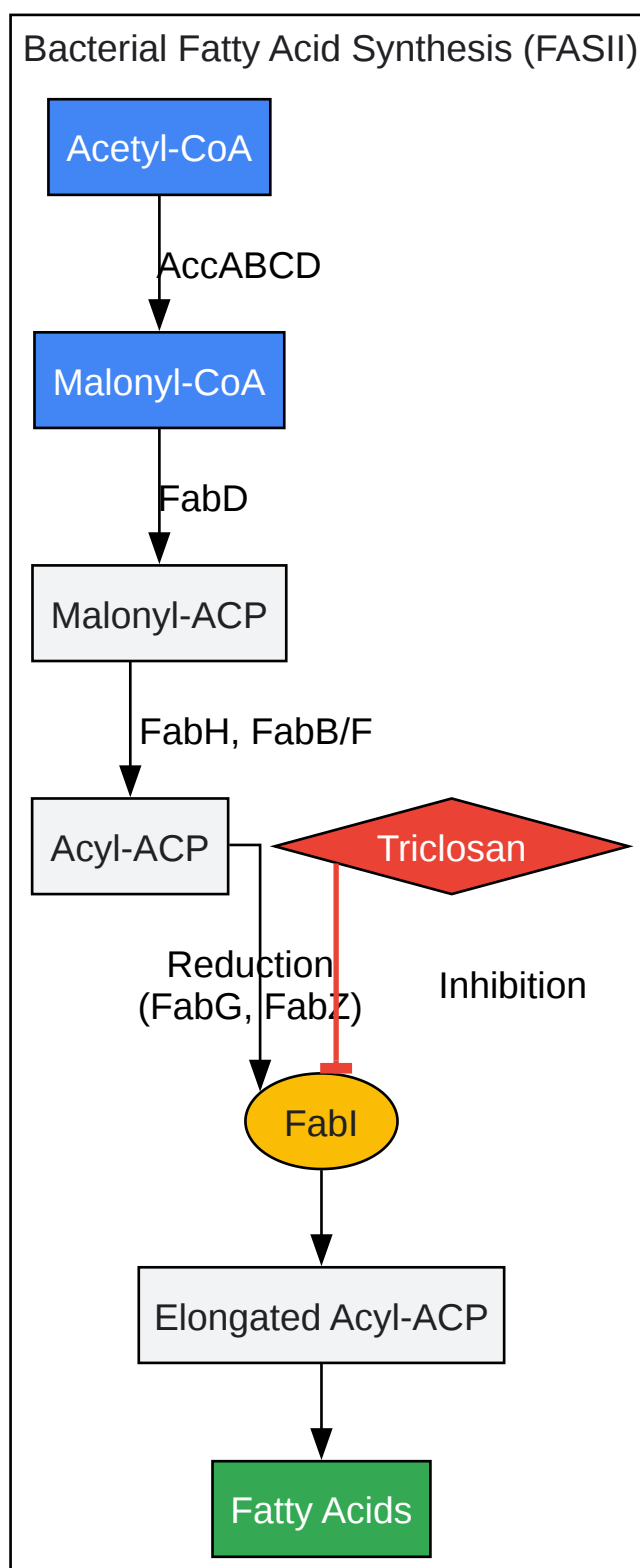 Bacterial Fatty Acid Synthesis (FASII)
Acetyl-CoA
AccABCD
Malonyl-CoA
FabD
Malonyl-ACP
FabH, FabB/F
Acyl-ACP
Triclosan
Reduction
(FabG, FabZ)
Inhibition
FabI
Elongated Acyl-ACP
Fatty Acids